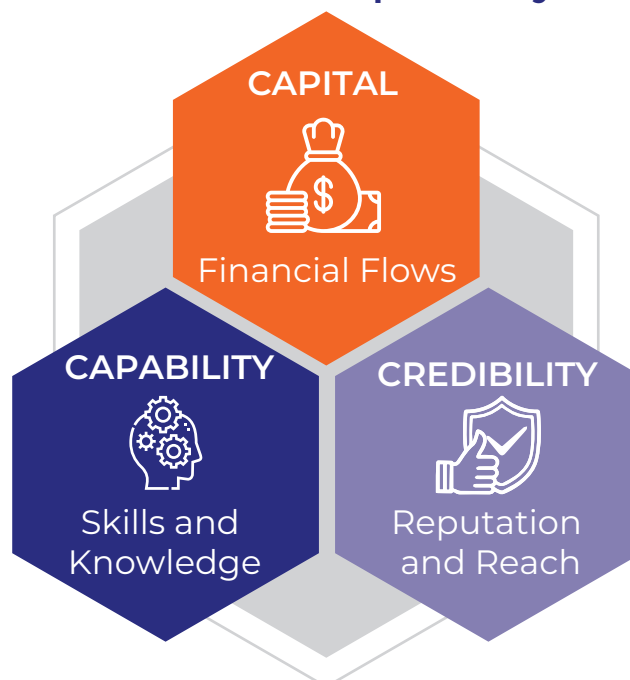 CAPITAL
$
Financial Flows
CAPABILITY
Skills and
Knowledge
CREDIBILITY
Reputation
and Reach